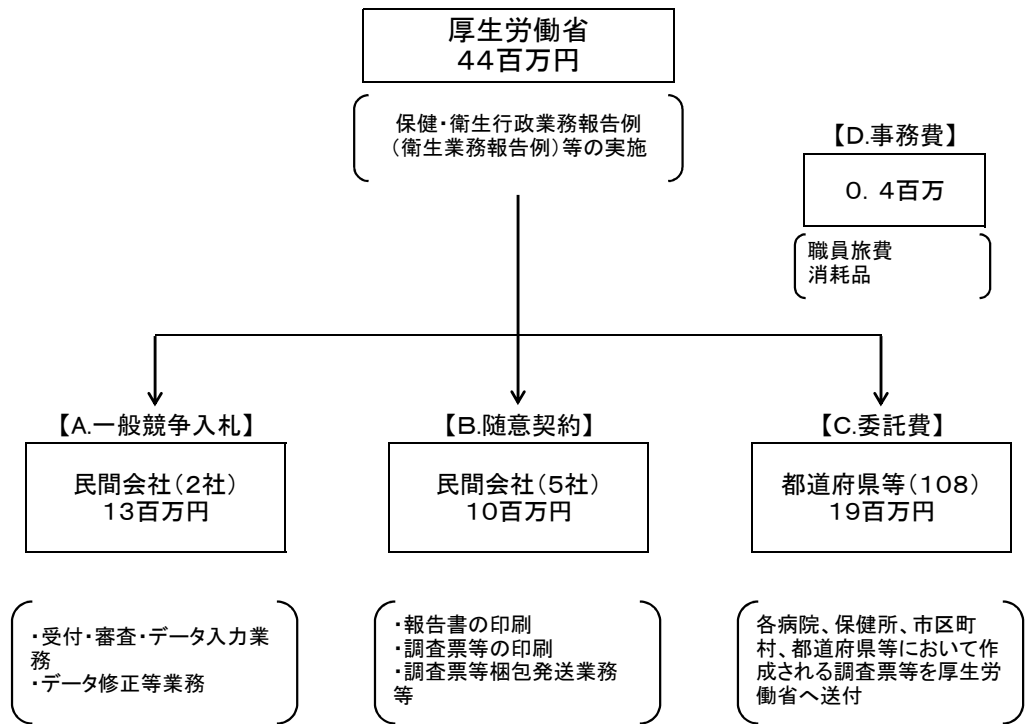 厚生労働省
44百万円
保健・衛生行政業務報告例
(衛生業務報告例)等の実施
【D.事務費】
0．4百万
職員旅費
消耗品
【A.一般競争入札】
民間会社(2社)
13百万円
・受付・審査・データ入力業
務
・データ修正等業務
【B.随意契約】
民間会社(5社)
10百万円
・報告書の印刷
・調査票等の印刷
・調査票等梱包発送業務
等
【C.委託費】
都道府県等(108)
19百万円
各病院、保健所、市区町
村、都道府県等において作
成される調査票等を厚生労
働省へ送付